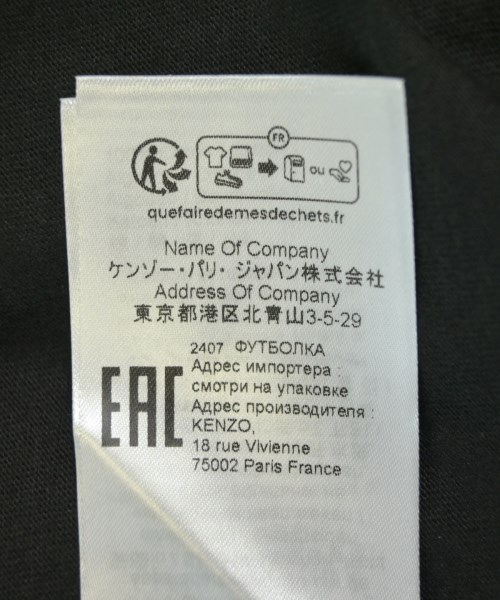 FR
ou
quefairedemesdechets.fr
Name Of Company
ケンゾー・パリ・ジャパン株式会社
Address Of Company
東京都港区北青山3-5-29
EAC
2407 ФУТБОЛКА
Адрес импортера :
смотри на упаковке
Адрес производителя :
KENZO,
18 rue Vivienne
75002 Paris France